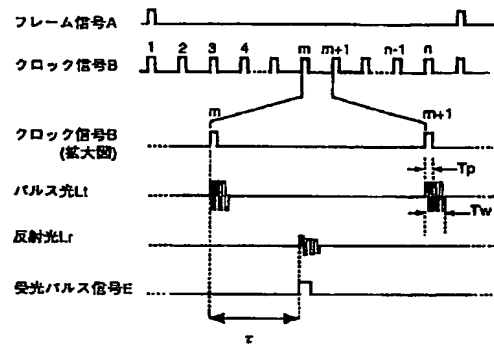 フレーム信号A
1 2 3 4 m m+1 n-1 n
クロック信号B
m m+1
クロック信号B
(拡大図)
Tp
パルス光Lt
Tw
反射光Lr
受光パルス信号E
τ